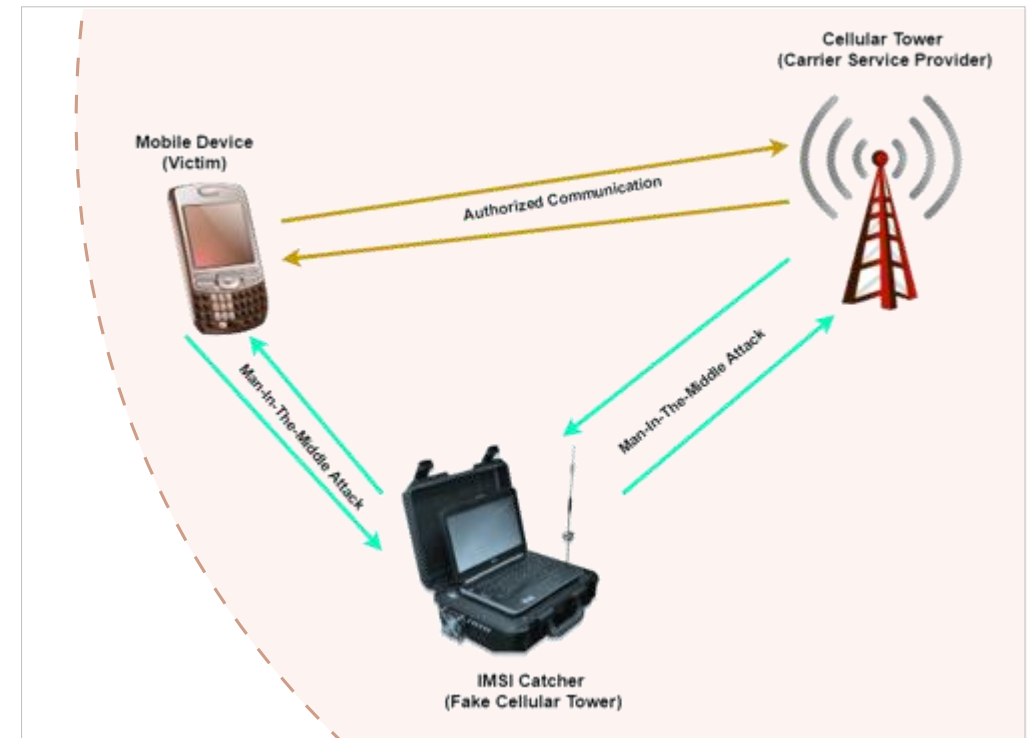 Cellular Tower
(Carrier Service Provider)
Mobile Device
(Victim)
Authorized Communication
Man-In-The-Middle Attack
Man-In-The-Middle Attack
IMSI Catcher
(Fake Cellular Tower)